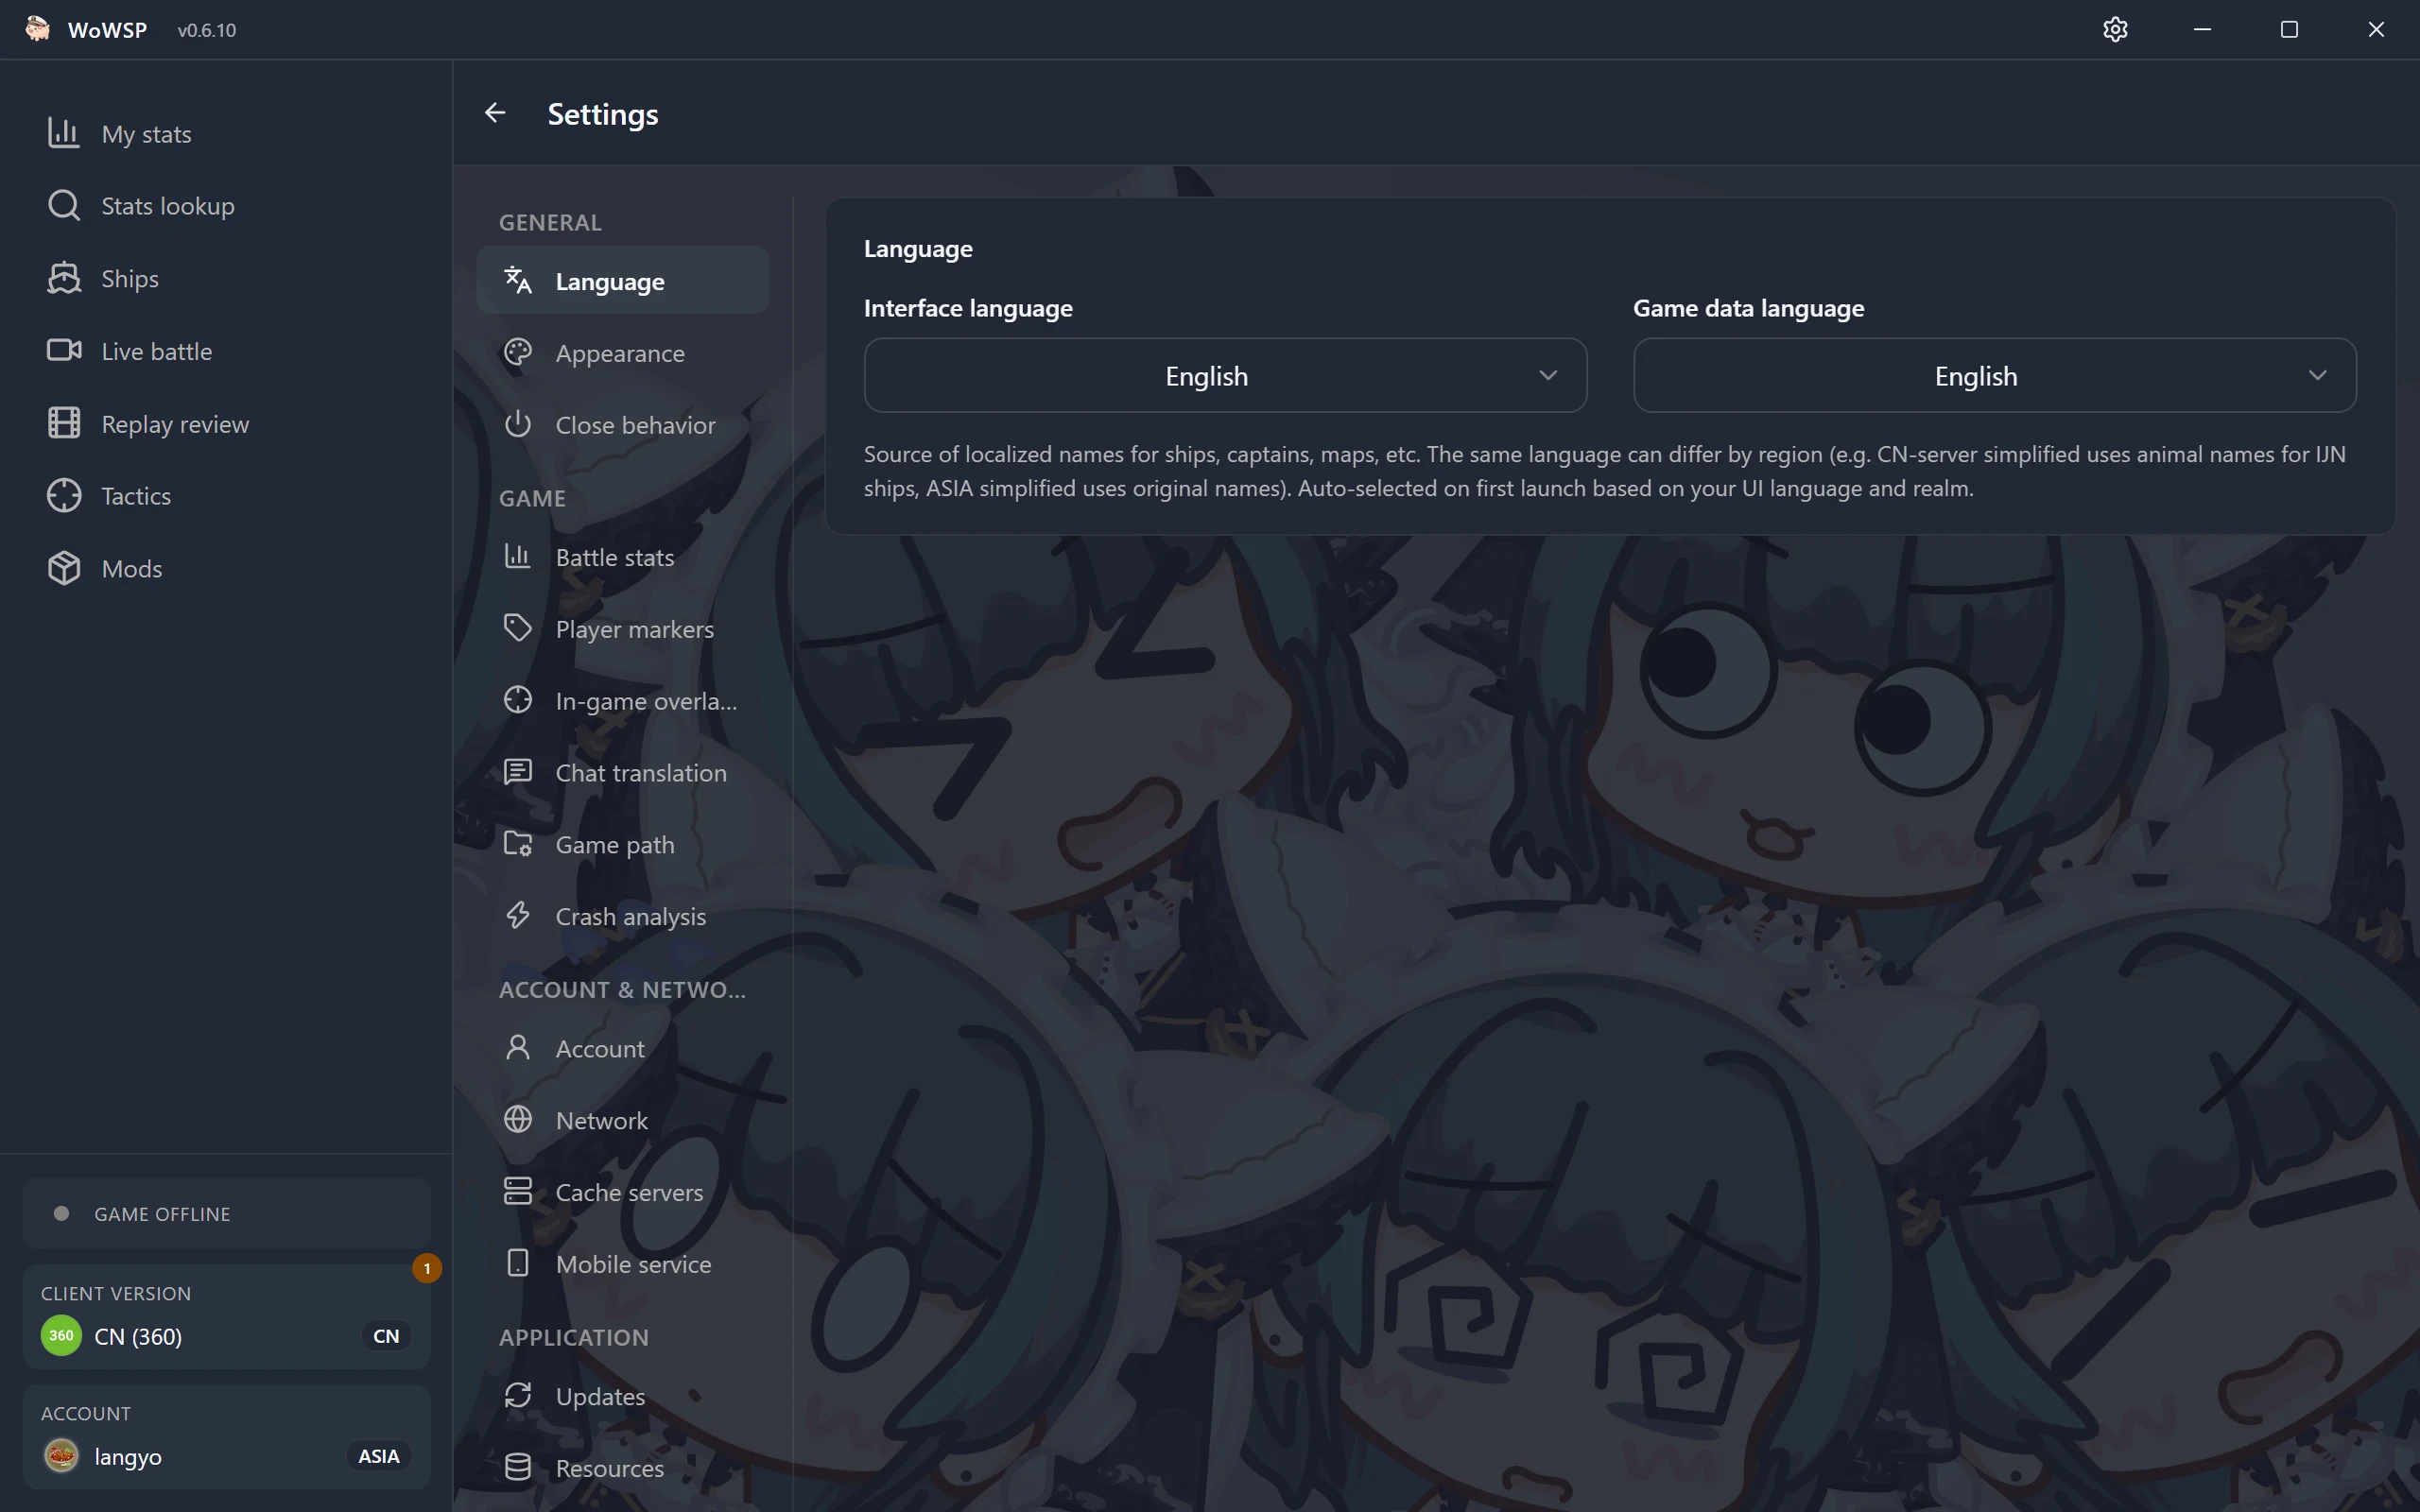 WoWSP v0.6.10
My stats
Stats lookup
Ships
Live battle
Replay review
Tactics
Mods
GAME OFFLINE
1
CLIENT VERSION
360 CN (360) CN
ACCOUNT
langyo ASIA
Settings
GENERAL
Language
Appearance
Close behavior
GAME
Battle stats
Player markers
In-game overla...
Chat translation
Game path
Crash analysis
ACCOUNT & NETWO...
Account
Network
Cache servers
Mobile service
APPLICATION
Updates
Resources
Language
Interface language
English
Game data language
English
Source of localized names for ships, captains, maps, etc. The same language can differ by region (e.g. CN-server simplified uses animal names for IJN
ships, ASIA simplified uses original names). Auto-selected on first launch based on your UI language and realm.